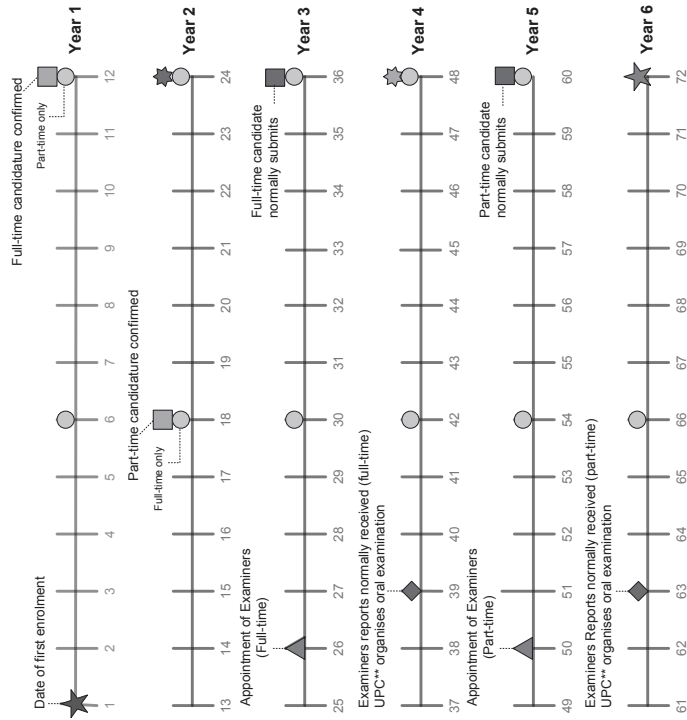 Date of first enrolment
Full-time candidature confirmed
Part-time only
1 2 3 4 5 6 7 8 9 10 11 12
Year 1
Part-time candidature confirmed
Full-time only
13 14 15 16 17 18 19 20 21 22 23 24
Year 2
Appointment of Examiners
(Full-time)
Full-time candidate
normally submits
25 26 27 28 29 30 31 32 33 34 35 36
Year 3
Examiners reports normally received (full-time)
UPC** organises oral examination
37 38 39 40 41 42 43 44 45 46 47 48
Year 4
Appointment of Examiners
(Part-time)
Part-time candidate
normally submits
49 50 51 52 53 54 55 56 57 58 59 60
Year 5
Examiners Reports normally received (part-time)
UPC** organises oral examination
61 62 63 64 65 66 67 68 69 70 71 72
Year 6